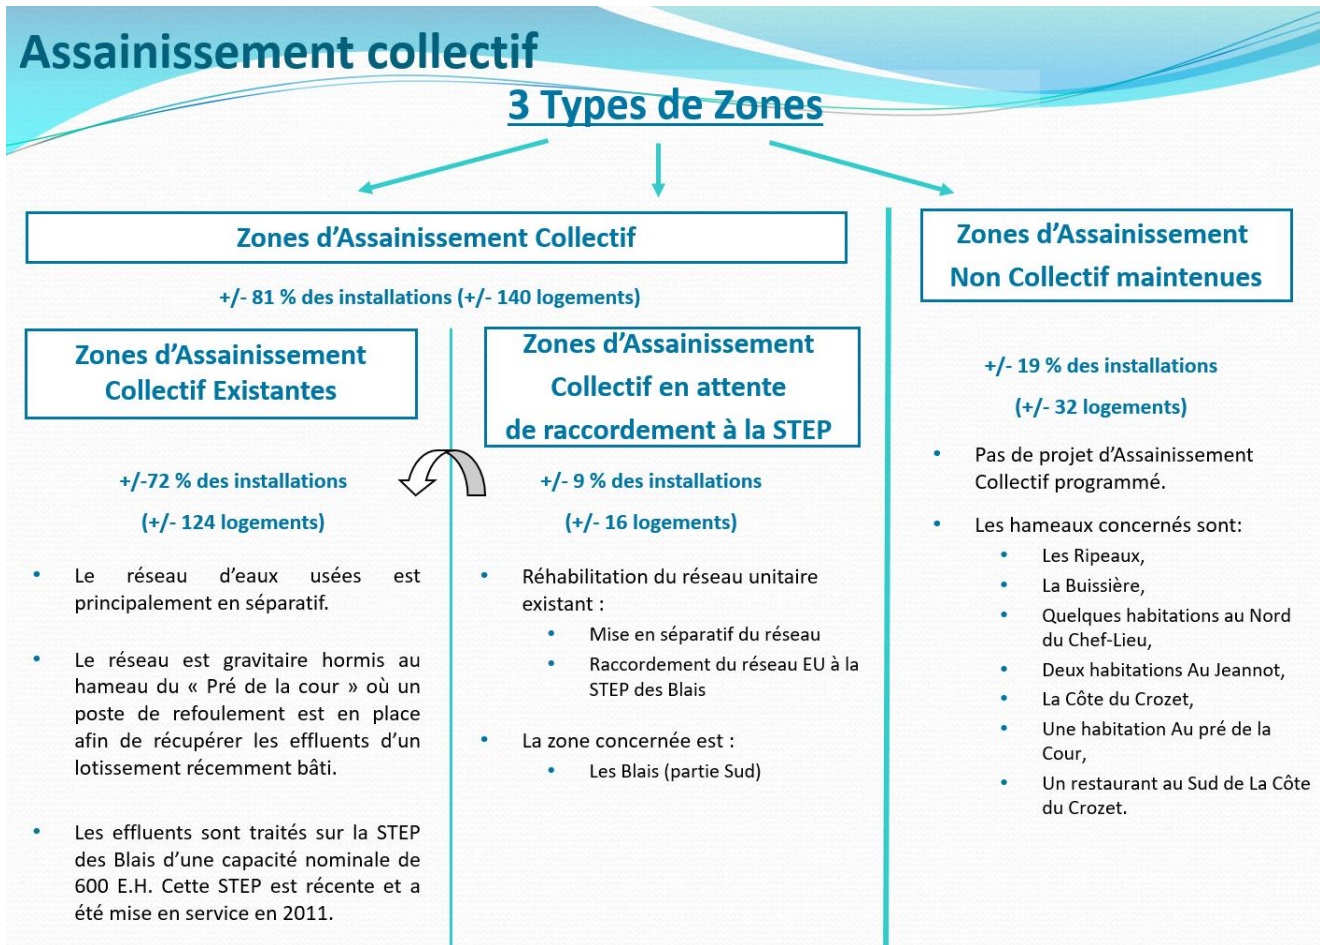 Assainissement collectif
3 Types de Zones
Zones d'Assainissement Collectif
+/- 81 % des installations (+/- 140 logements)
Zones d'Assainissement
Collectif Existantes
+/-72 % des installations
(+/- 124 logements)
• Le réseau d'eaux usées est
principalement en séparatif.
• Le réseau est gravitaire hormis au
hameau du « Pré de la cour » où un
poste de refoulement est en place
afin de récupérer les effluents d'un
lotissement récemment bâti.
• Les effluents sont traités sur la STEP
des Blais d'une capacité nominale de
600 E.H. Cette STEP est récente et a
été mise en service en 2011.
Zones d'Assainissement
Collectif en attente
de raccordement à la STEP
+/- 9 % des installations
(+/- 16 logements)
• Réhabilitation du réseau unitaire
existant :
• Mise en séparatif du réseau
• Raccordement du réseau EU à la
STEP des Blais
• La zone concernée est :
• Les Blais (partie Sud)
Zones d'Assainissement
Non Collectif maintenues
+/- 19 % des installations
(+/- 32 logements)
• Pas de projet d'Assainissement
Collectif programmé.
• Les hameaux concernés sont:
• Les Ripeaux,
• La Buissière,
• Quelques habitations au Nord
du Chef-Lieu,
• Deux habitations Au Jeannot,
• La Côte du Crozet,
• Une habitation Au pré de la
Cour,
• Un restaurant au Sud de La Côte
du Crozet.